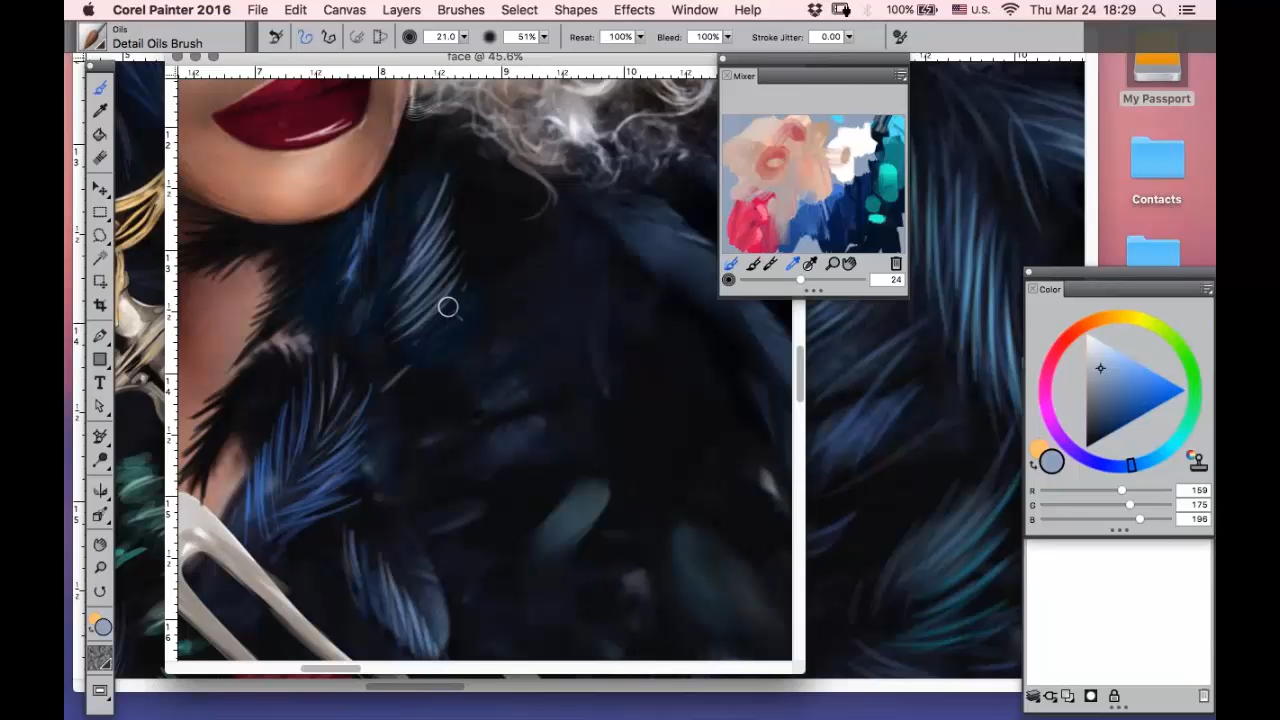 Corel Painter 2016 File Edit Canvas Layers Brushes Select Shapes Effects Window Help 100% U.S. Thu Mar 24 18:29
Oils
Detail Oils Brush
21.0 51% Resat: 100% Bleed: 100% Stroke Jitter: 0.00
face @ 45.6%
7 8 9 10
Mixer
24
My Passport
Contacts
Color
R 159
G 175
B 196
T